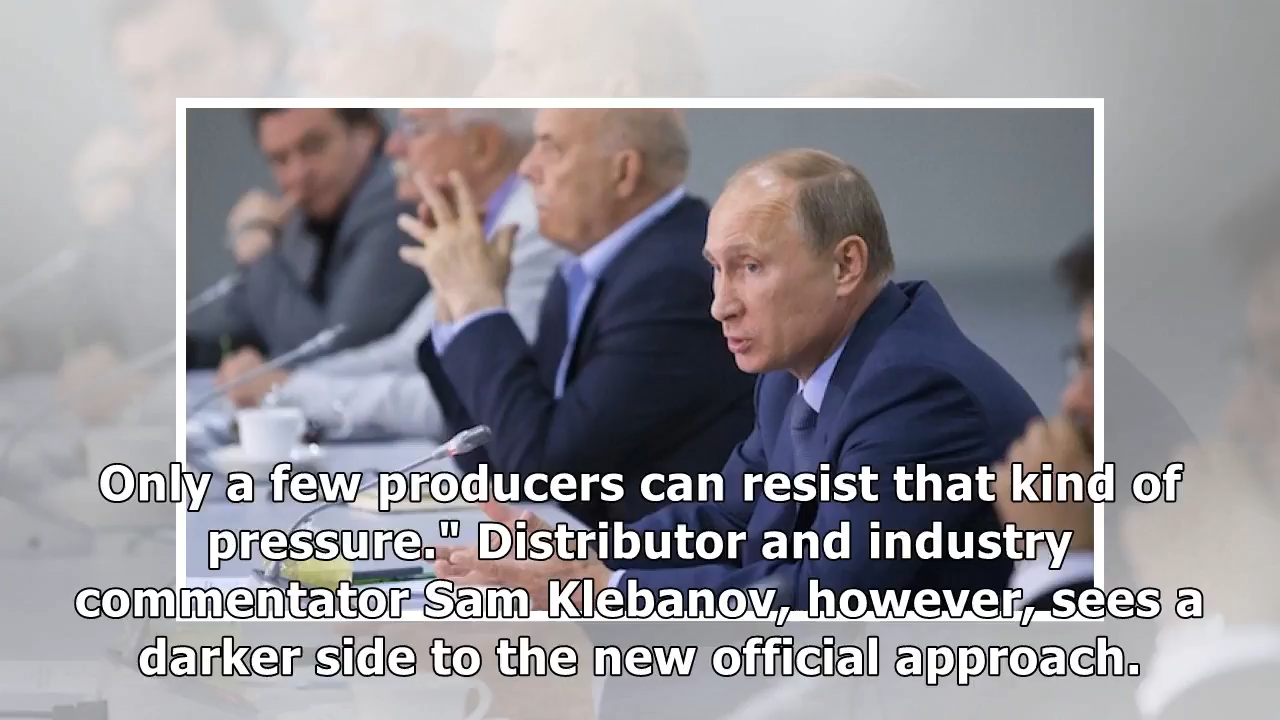 Only a few producers can resist that kind of
pressure." Distributor and industry
commentator Sam Klebanov, however, sees a
darker side to the new official approach.